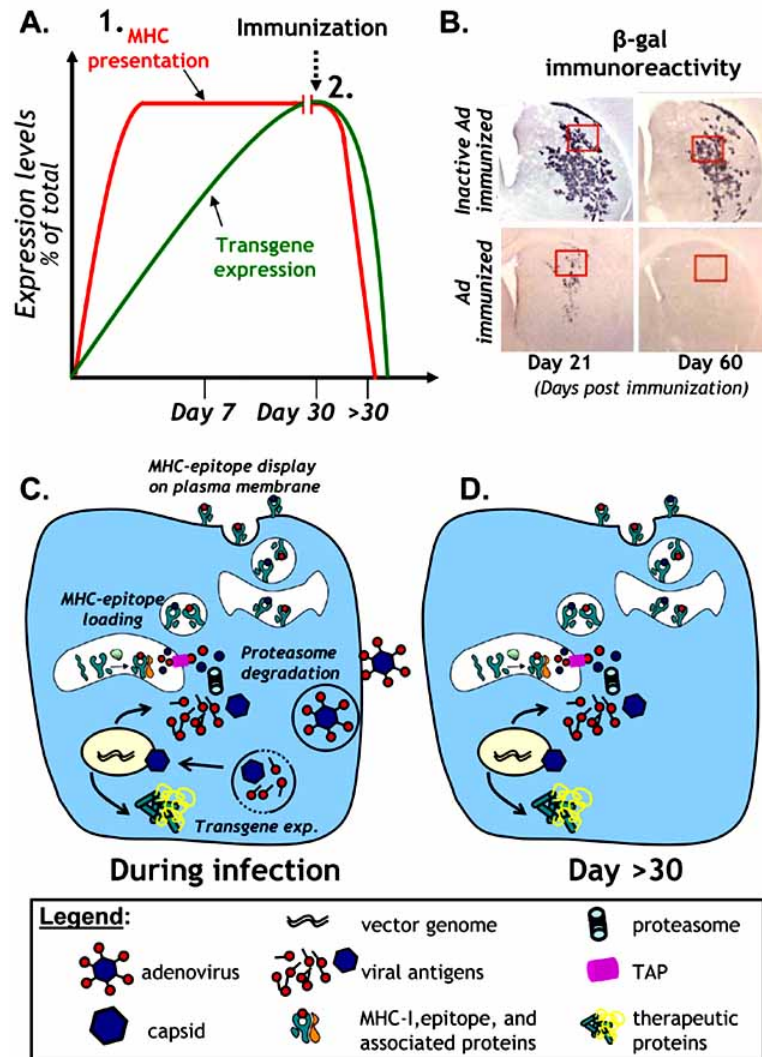 A.
1.
MHC
presentation
Immunization
2.
Transgene
expression
Expression levels
% of total
Day 7
Day 30
>30
B.
β-gal
immunoreactivity
Inactive Ad
immunized
Ad
immunized
Day 21
Day 60
(Days post immunization)
C.
MHC-epitope display
on plasma membrane
MHC-epitope
loading
Proteasome
degradation
Transgene exp.
During infection
D.
Day >30
Legend:
adenovirus
capsid
vector genome
viral antigens
MHC-I,epitope, and
associated proteins
proteasome
TAP
therapeutic
proteins